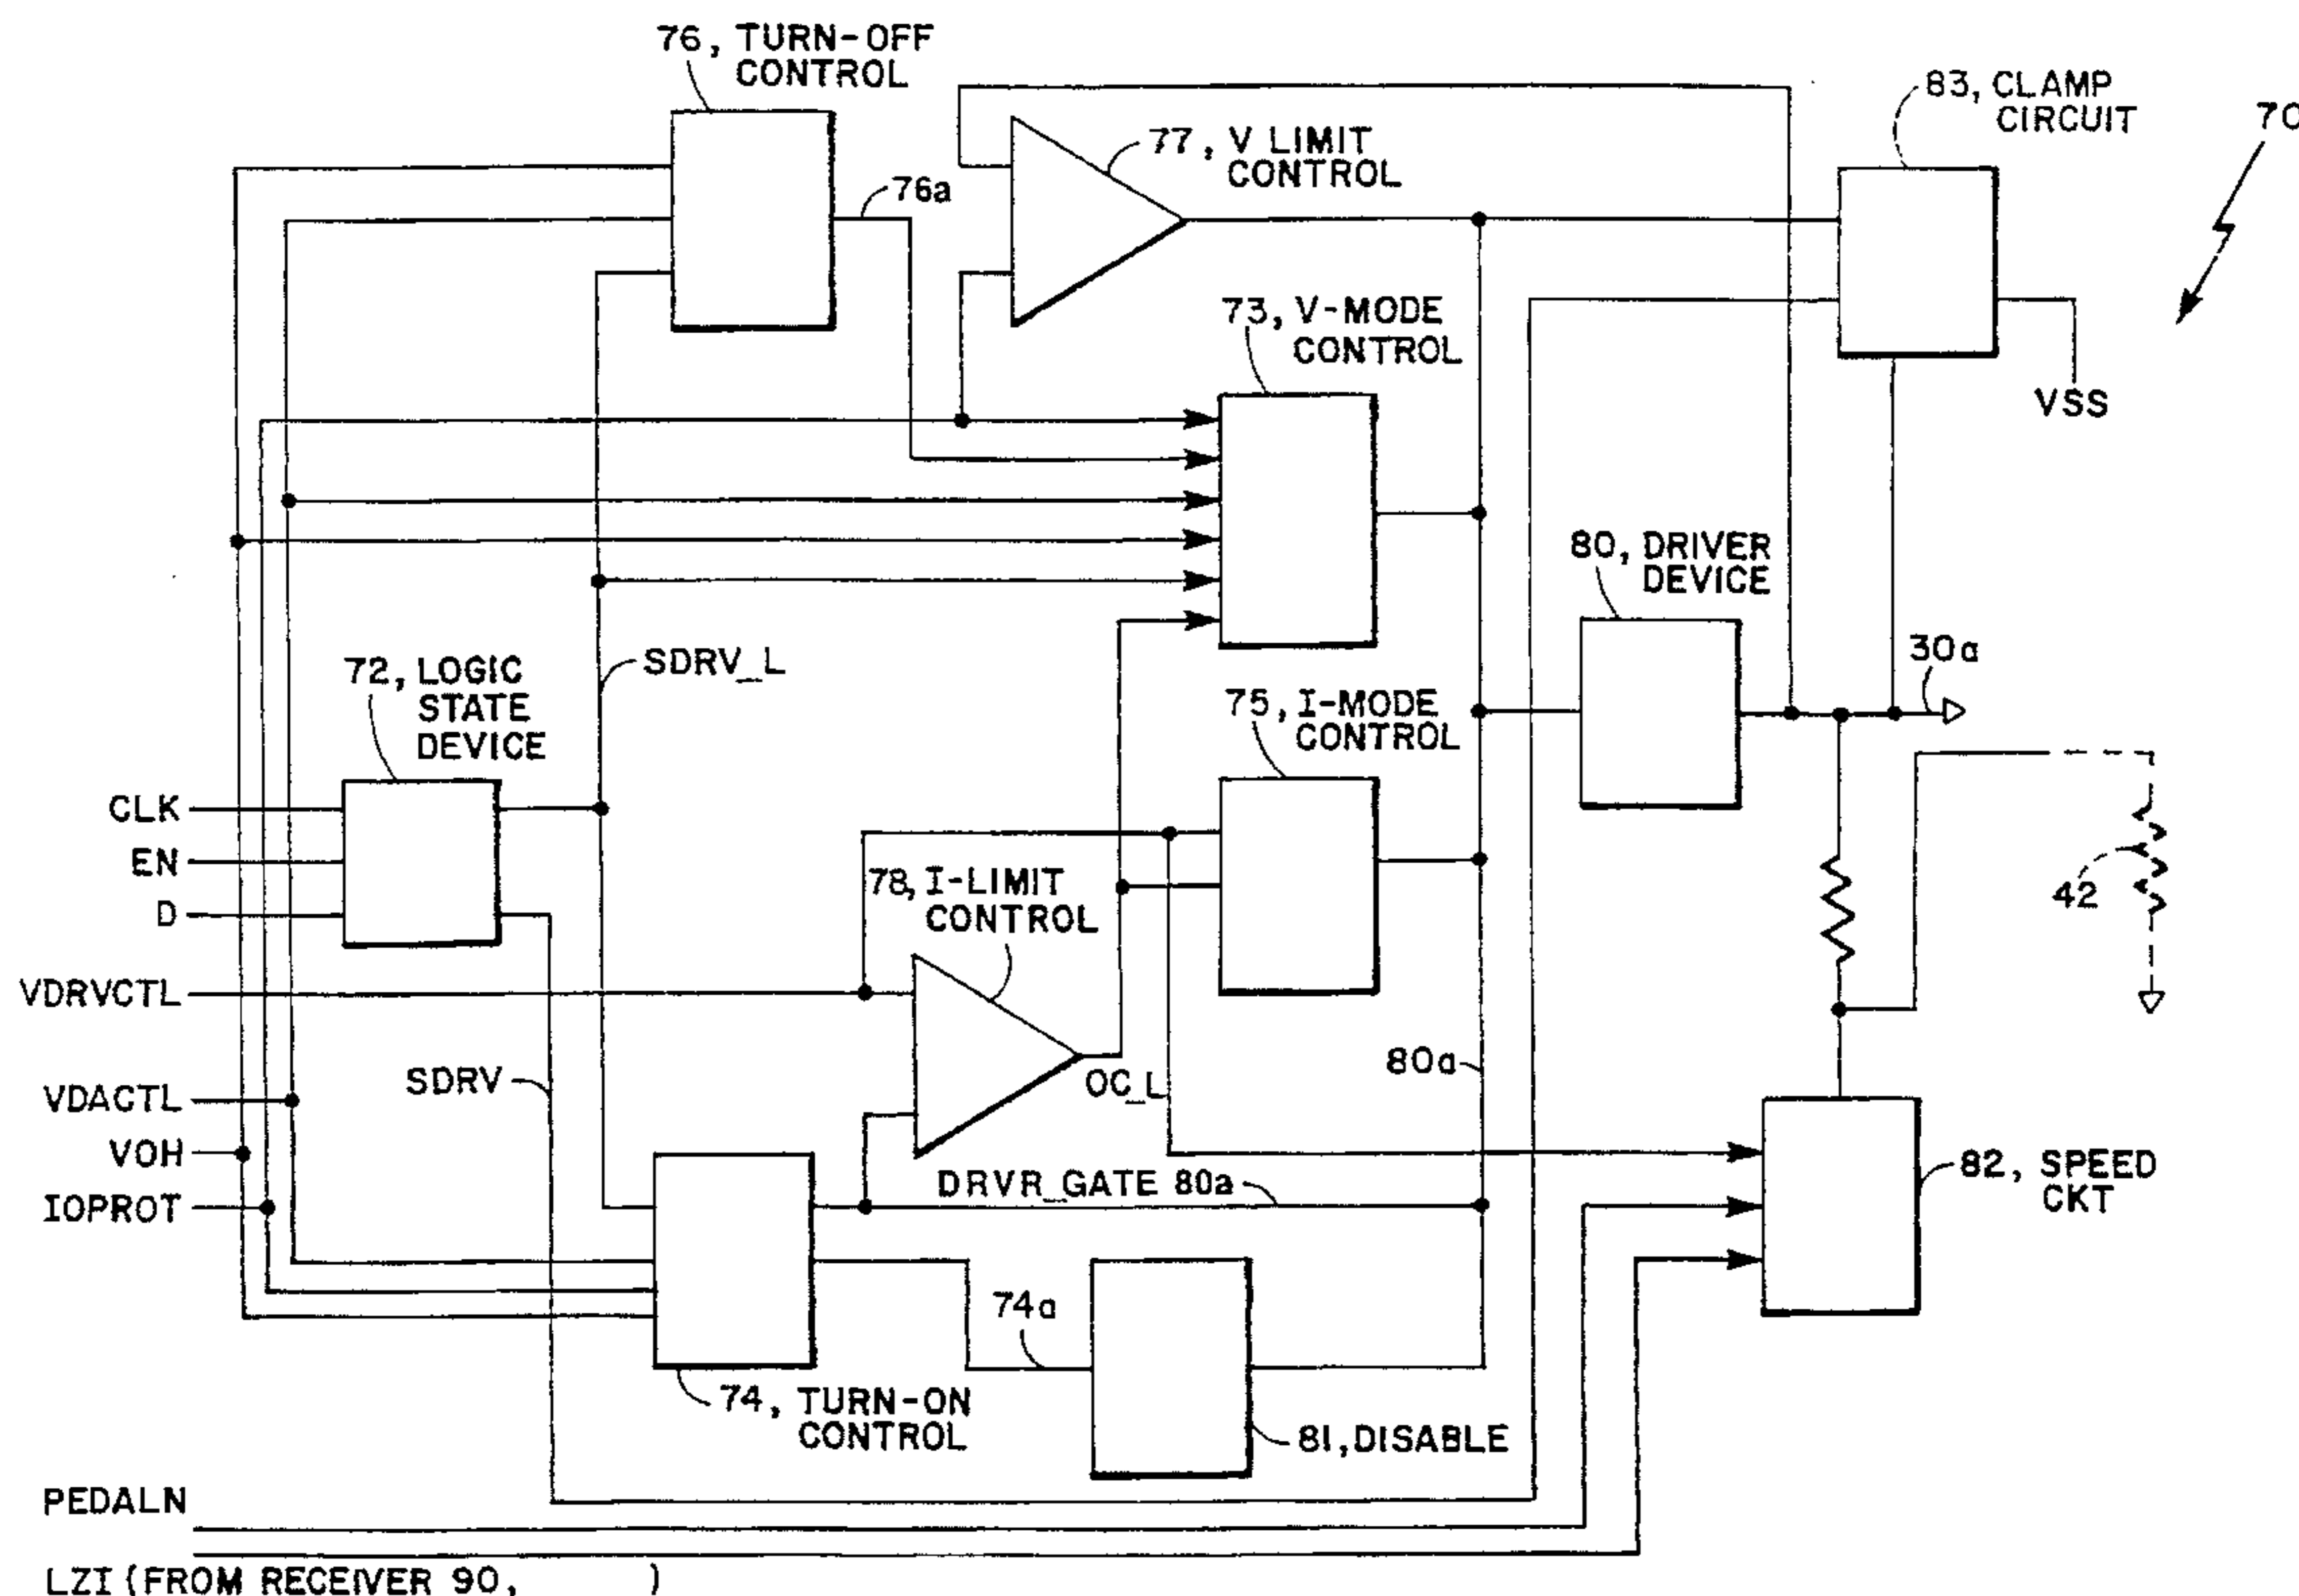 76, TURN-OFF
CONTROL
83, CLAMP
CIRCUIT
70
77, V LIMIT
CONTROL
76a
73, V-MODE
CONTROL
VSS
80, DRIVER
DEVICE
30a
SDRV_L
72, LOGIC
STATE
DEVICE
75, I-MODE
CONTROL
CLK
EN
D
78, I-LIMIT
CONTROL
42
VDRVCTL
80a
OC_L
SDRV
VDACTL
VOH
IOPROT
DRVR_GATE 80a
82, SPEED
CKT
74a
74, TURN-ON
CONTROL
81, DISABLE
PEDALN
LZI (FROM RECEIVER 90, )